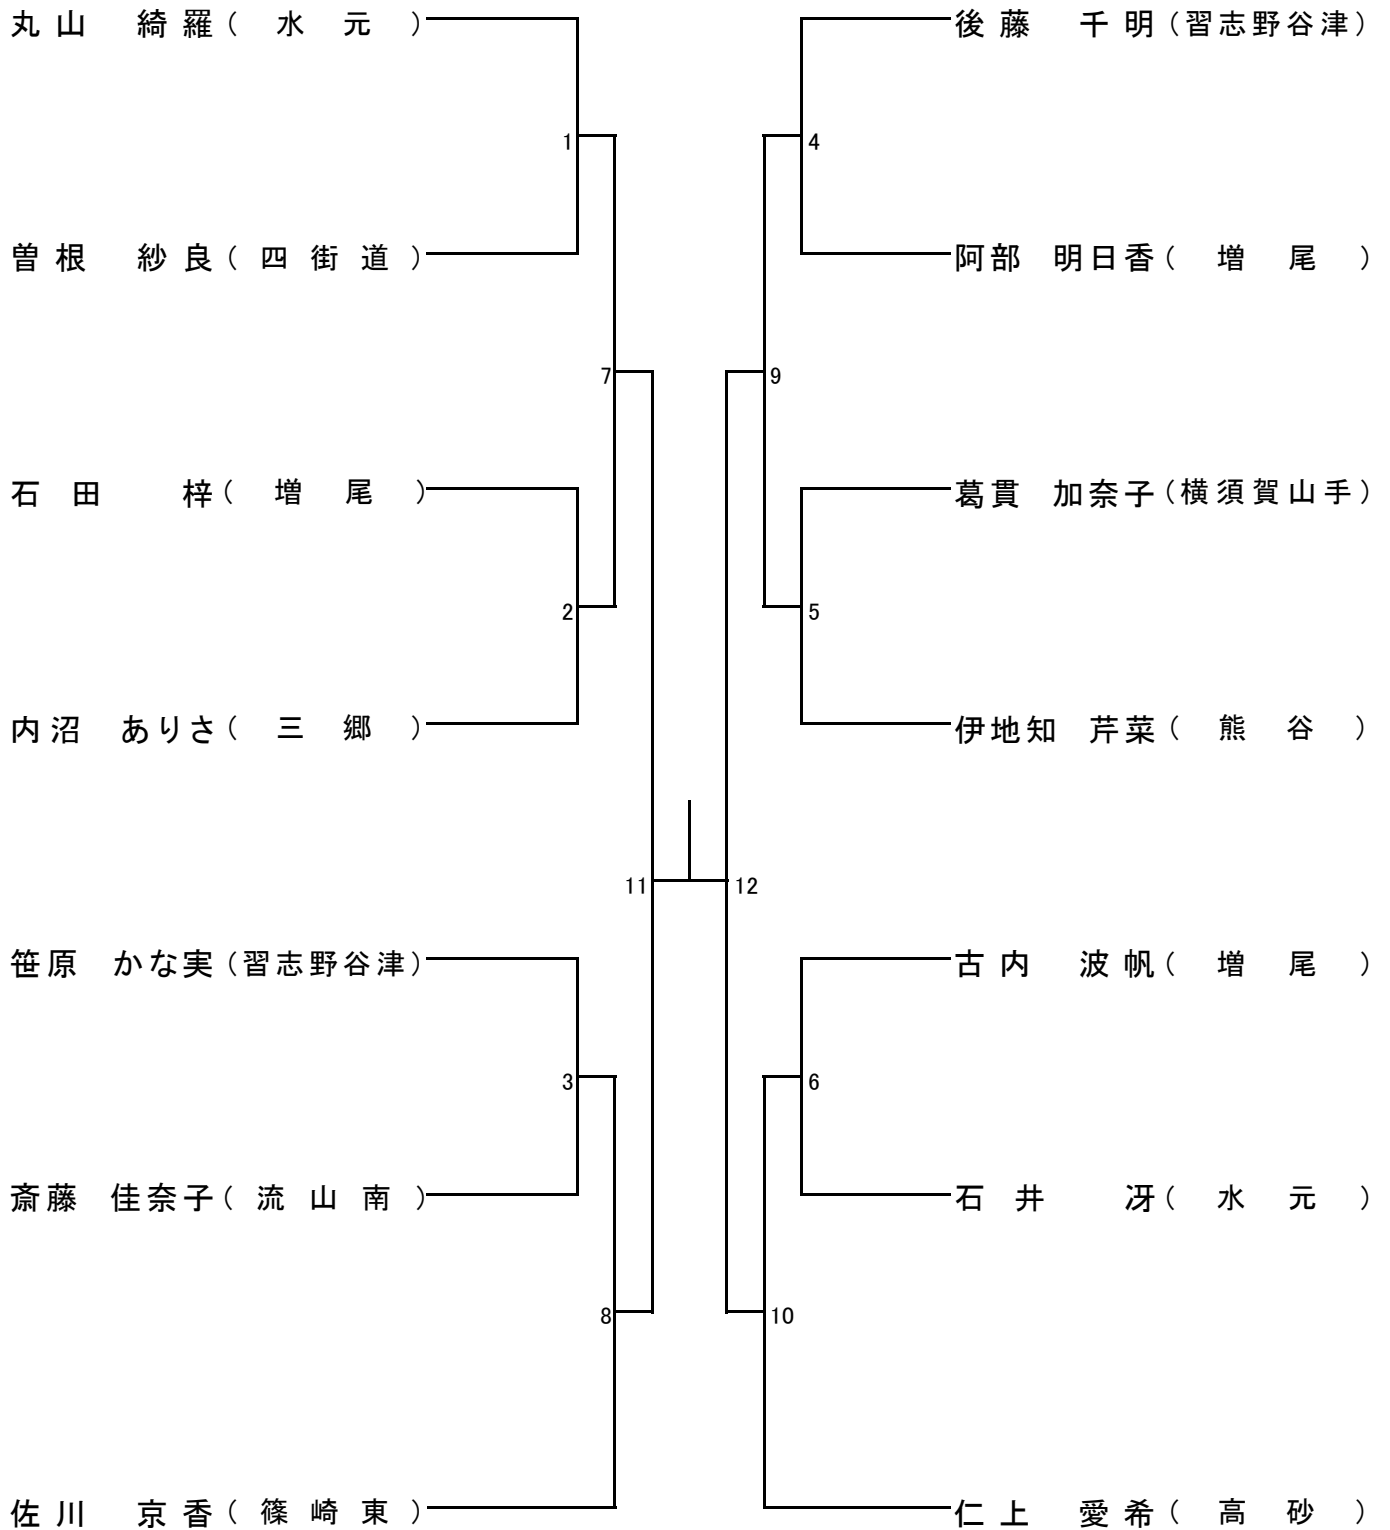 丸山 綺羅(水元)
1
曽根 紗良(四街道)
7
石田 梓(増尾)
2
内沼 ありさ(三郷)
11
笹原 かな実(習志野谷津)
3
斎藤 佳奈子(流山南)
8
佐川 京香(篠崎東)
後藤 千明(習志野谷津)
4
阿部 明日香(増尾)
9
葛貫 加奈子(横須賀山手)
5
伊地知 芹菜(熊谷)
12
古内 波帆(増尾)
6
石井 冴(水元)
10
仁上 愛希(高砂)